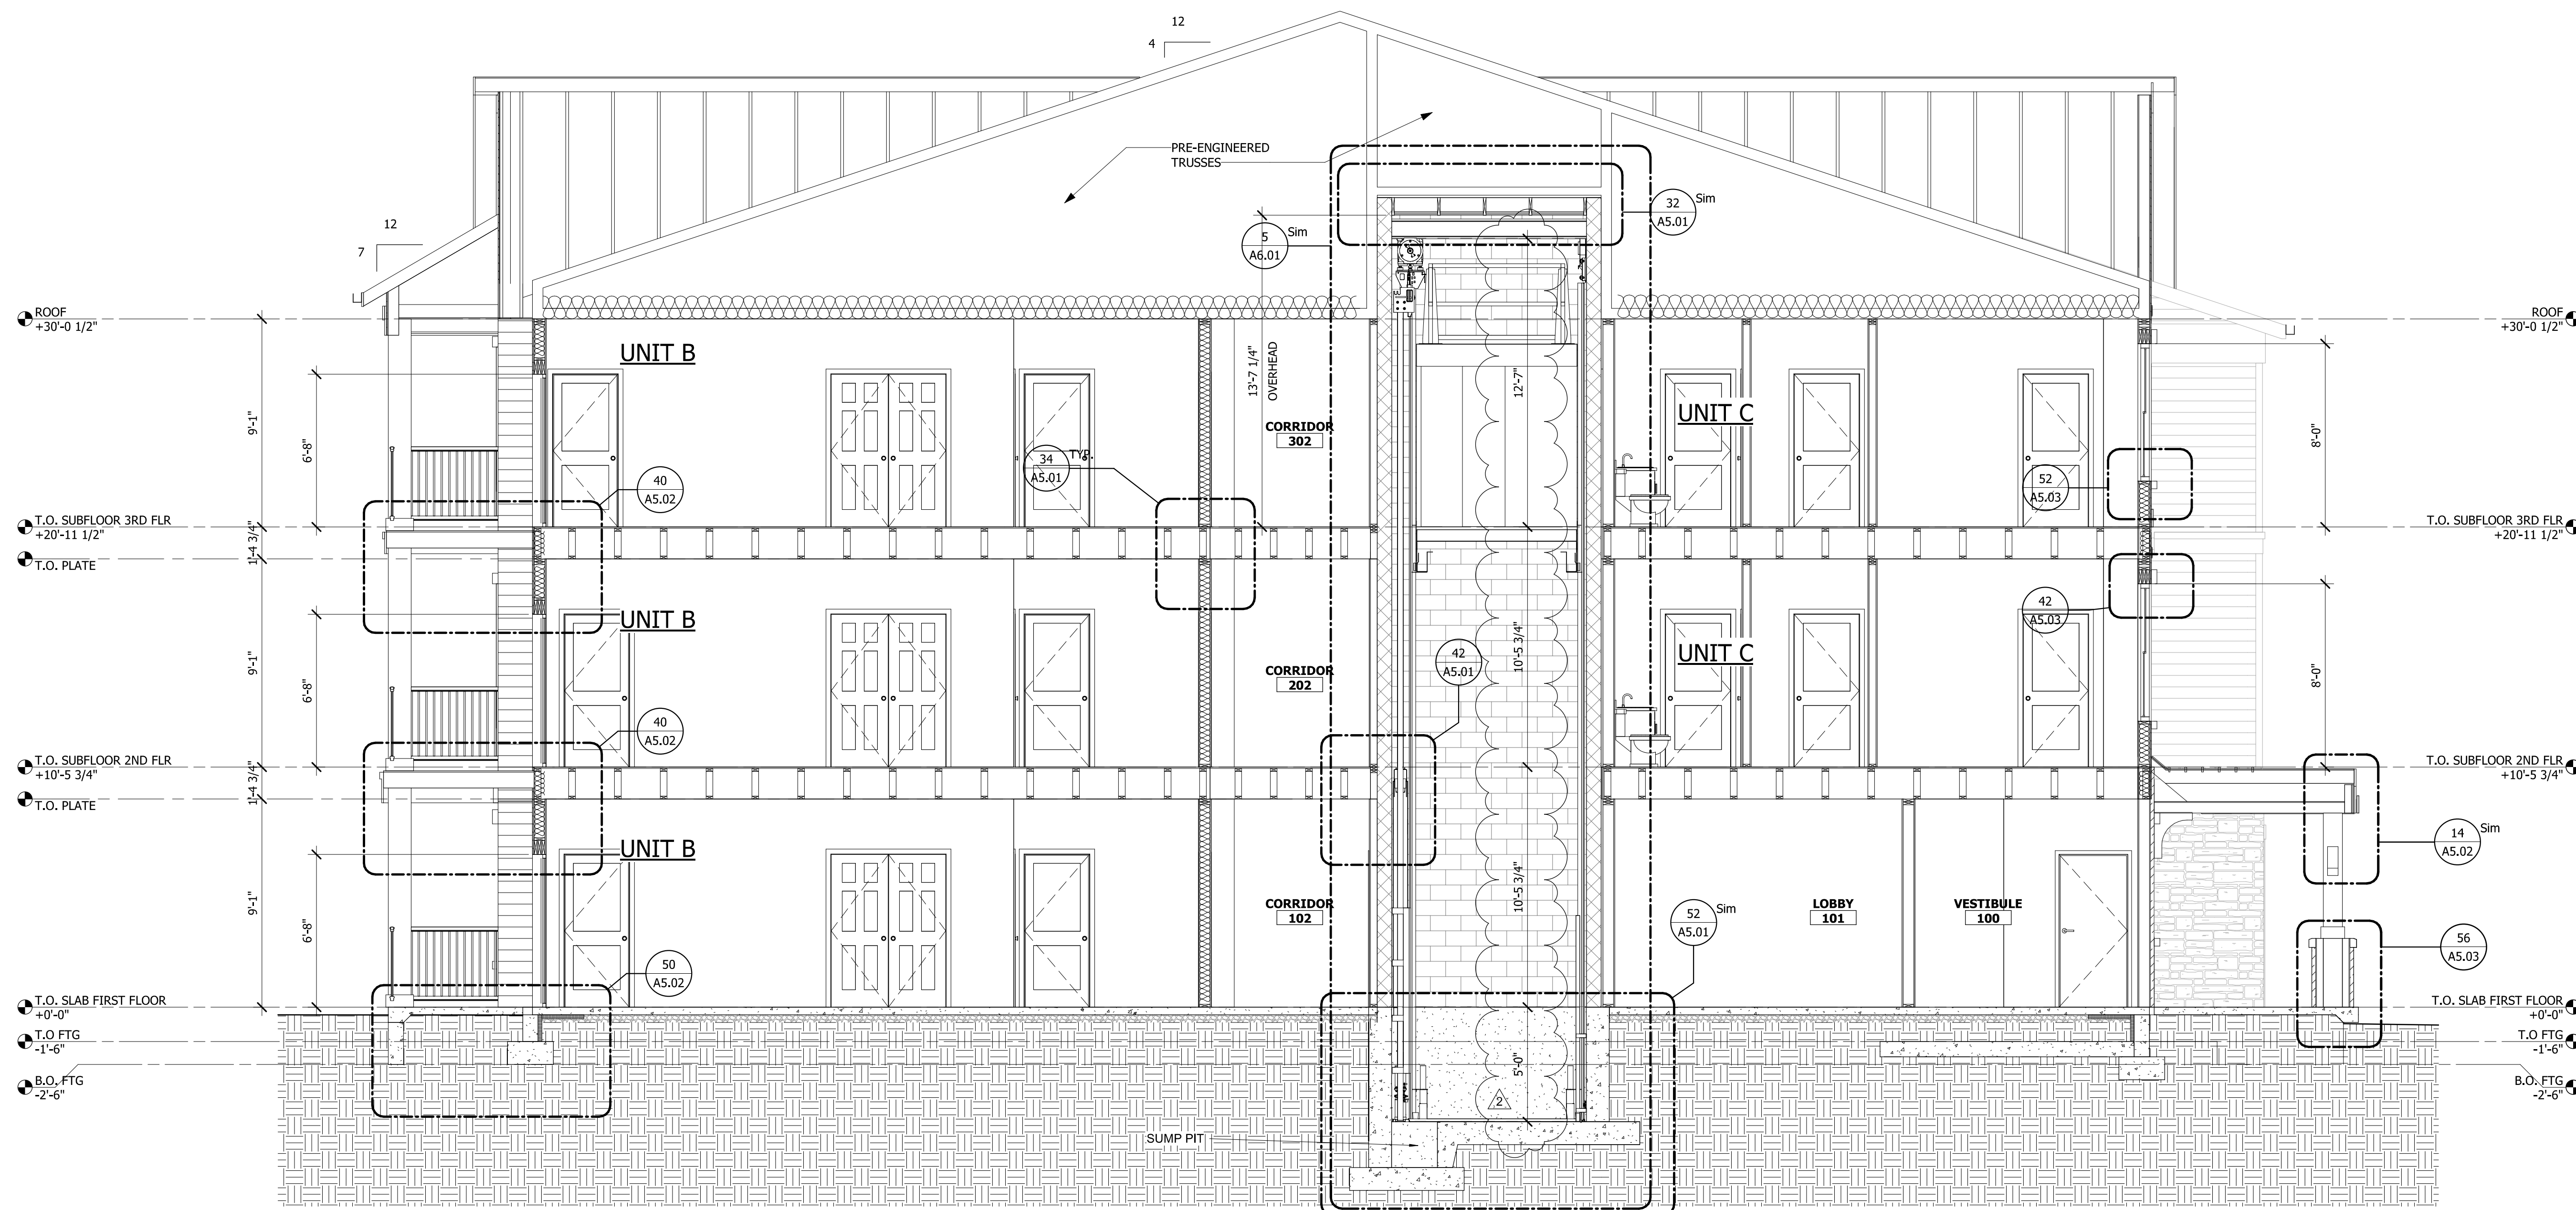 12
4
12
7
PRE-ENGINEERED
TRUSSES
32
A5.01
Sim
5
A6.01
Sim
ROOF
+30'-0 1/2"
ROOF
+30'-0 1/2"
UNIT B
9'-1"
6'-8"
13'-7 1/4"
OVERHEAD
12'-7"
UNIT C
8'-0"
CORRIDOR
302
34
A5.01
TYP.
40
A5.02
52
A5.03
T.O. SUBFLOOR 3RD FLR
+20'-11 1/2"
T.O. SUBFLOOR 3RD FLR
+20'-11 1/2"
1'-4 3/4"
T.O. PLATE
UNIT B
9'-1"
6'-8"
42
A5.03
10'-5 3/4"
42
A5.01
UNIT C
8'-0"
CORRIDOR
202
40
A5.02
T.O. SUBFLOOR 2ND FLR
+10'-5 3/4"
T.O. SUBFLOOR 2ND FLR
+10'-5 3/4"
1'-4 3/4"
T.O. PLATE
UNIT B
14
A5.02
Sim
9'-1"
6'-8"
10'-5 3/4"
CORRIDOR
102
52
A5.01
Sim
LOBBY
101
VESTIBULE
100
56
A5.03
50
A5.02
T.O. SLAB FIRST FLOOR
+0'-0"
T.O. SLAB FIRST FLOOR
+0'-0"
T.O FTG
-1'-6"
T.O FTG
-1'-6"
5'-0"
B.O. FTG
-2'-6"
B.O. FTG
-2'-6"
2
SUMP PIT